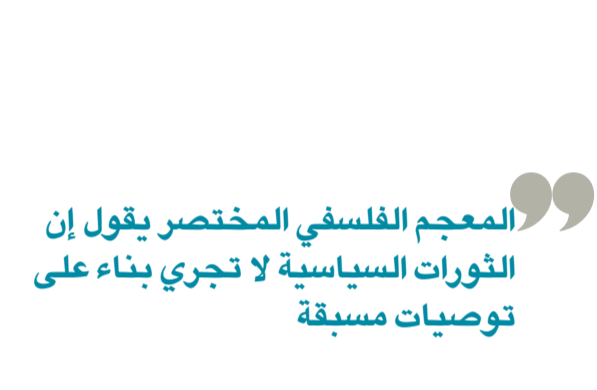 المعجم الفلسفي المختصر يقول إن
الثورات السياسية لا تجري بناء على
توصيات مسبقة